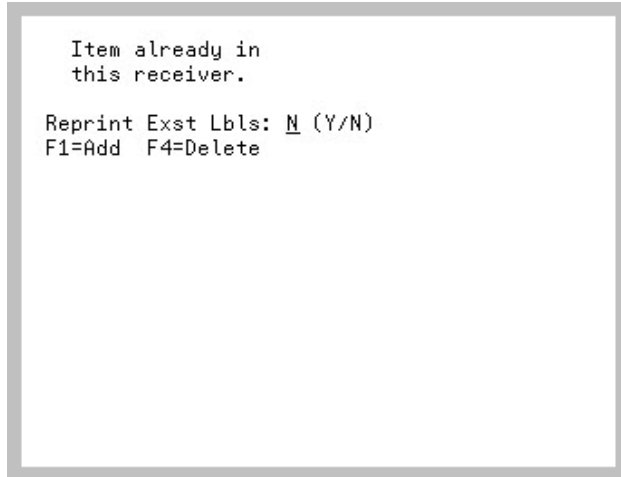 Item already in
this receiver.
Reprint Exst Lbls: N (Y/N)
F1=Add F4=Delete